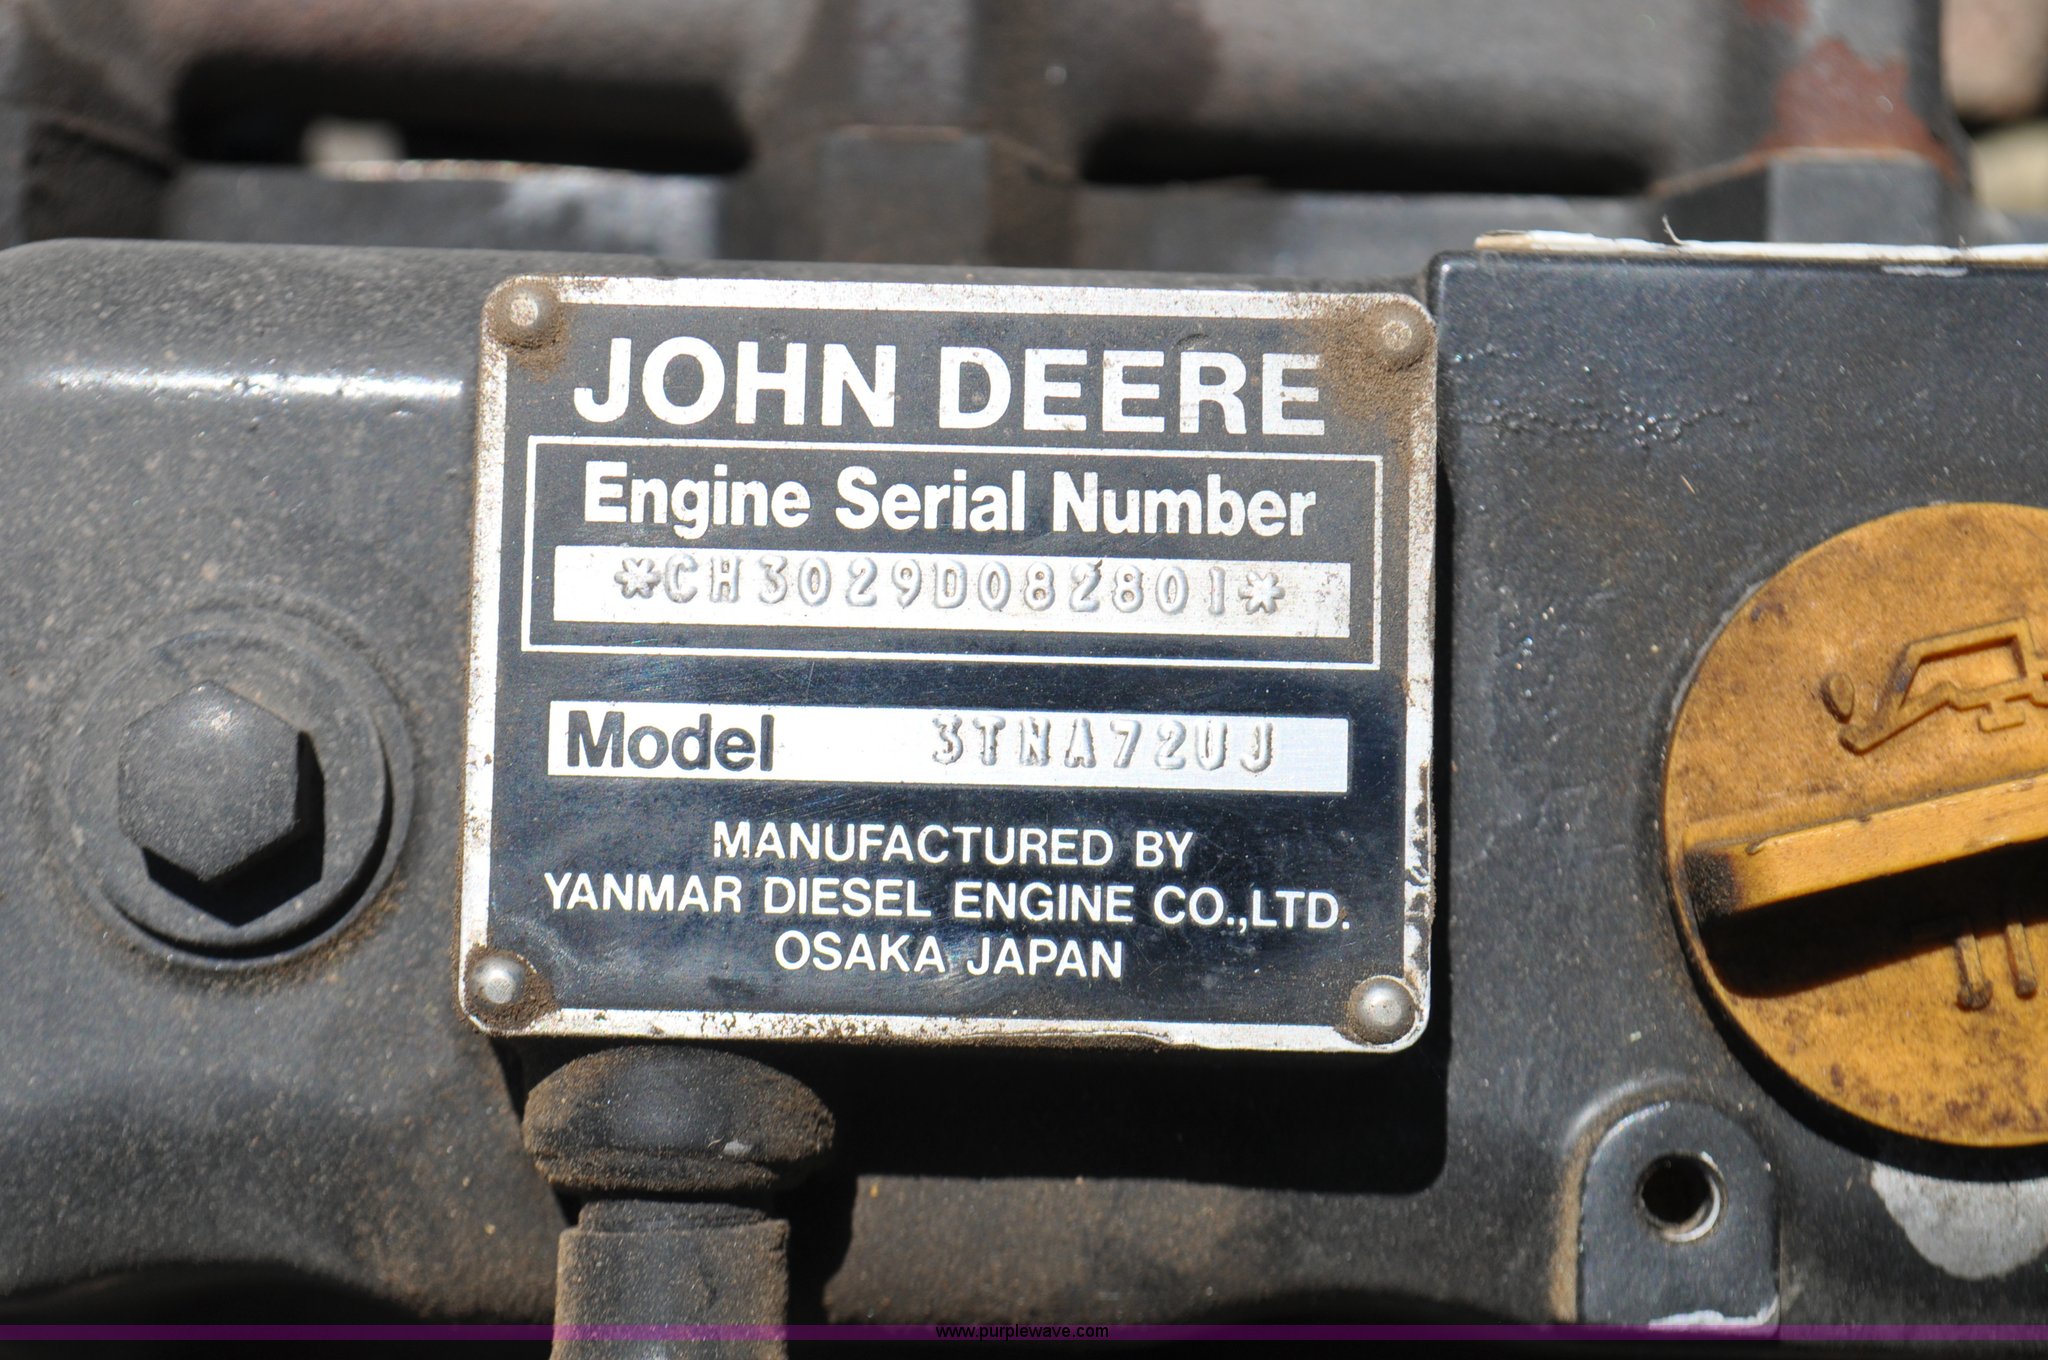 JOHN DEERE
Engine Serial Number
*CH3029D082801*
Model 3TNA72UJ
MANUFACTURED BY
YANMAR DIESEL ENGINE CO.,LTD.
OSAKA JAPAN
www.purplewave.com